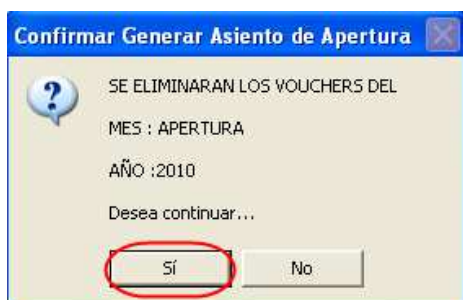 Confirmar Generar Asiento de Apertura
SE ELIMINARAN LOS VOUCHERS DEL
MES : APERTURA
AÑO :2010
Desea continuar...
Sí
No